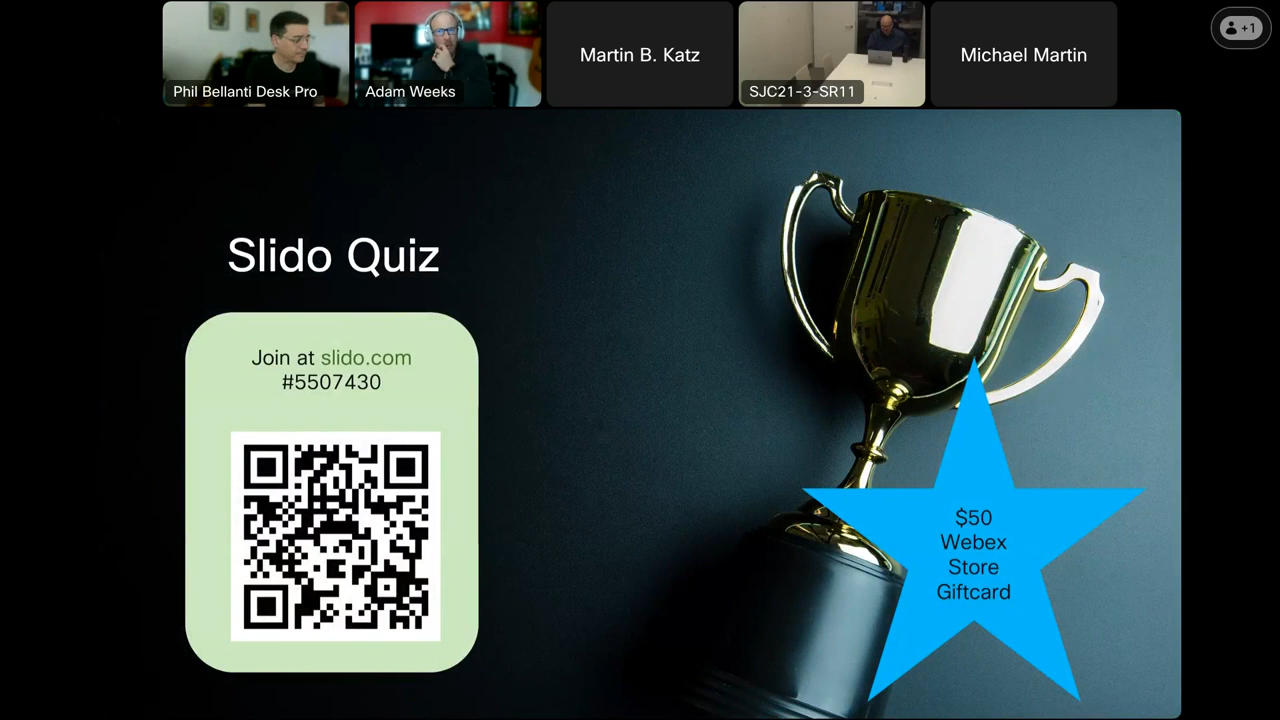 Phil Bellanti Desk Pro
Adam Weeks
Martin B. Katz
SJC21-3-SR11
Michael Martin
+1
Slido Quiz
Join at slido.com
#5507430
$50
Webex
Store
Giftcard